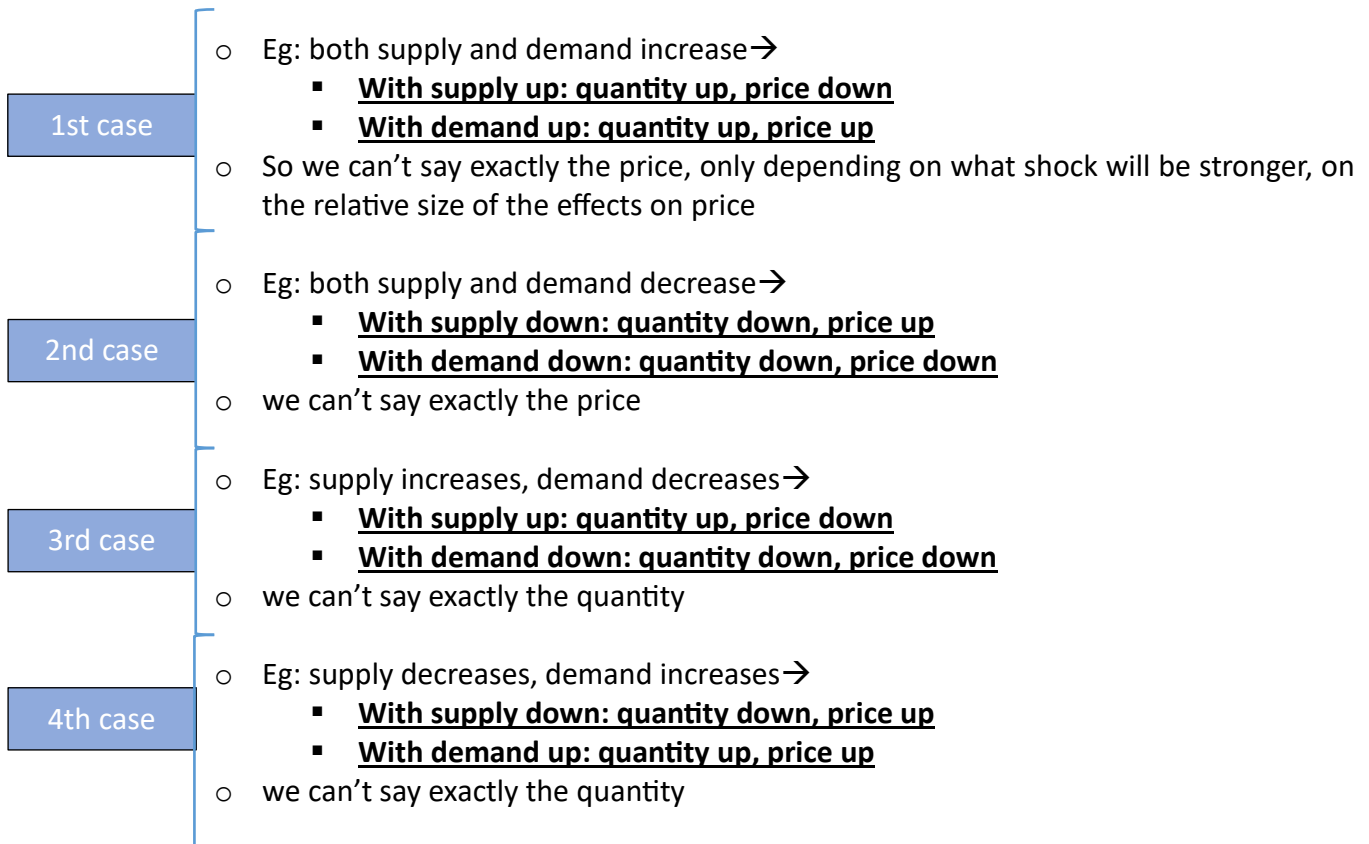 o Eg: both supply and demand increase→
▪ With supply up: quantity up, price down
1st case
▪ With demand up: quantity up, price up
o So we can’t say exactly the price, only depending on what shock will be stronger, on
the relative size of the effects on price
o Eg: both supply and demand decrease→
▪ With supply down: quantity down, price up
2nd case
▪ With demand down: quantity down, price down
o we can’t say exactly the price
o Eg: supply increases, demand decreases→
▪ With supply up: quantity up, price down
3rd case
▪ With demand down: quantity down, price down
o we can’t say exactly the quantity
o Eg: supply decreases, demand increases→
▪ With supply down: quantity down, price up
4th case
▪ With demand up: quantity up, price up
o we can’t say exactly the quantity